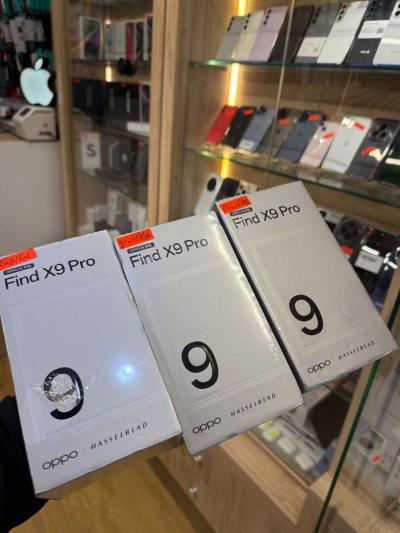 Find X9 Pro
9
oppo | HASSELBLAD
Find X9 Pro
9
oppo | HASSELBLAD
Find X9 Pro
9
oppo | HASSELBLAD
S